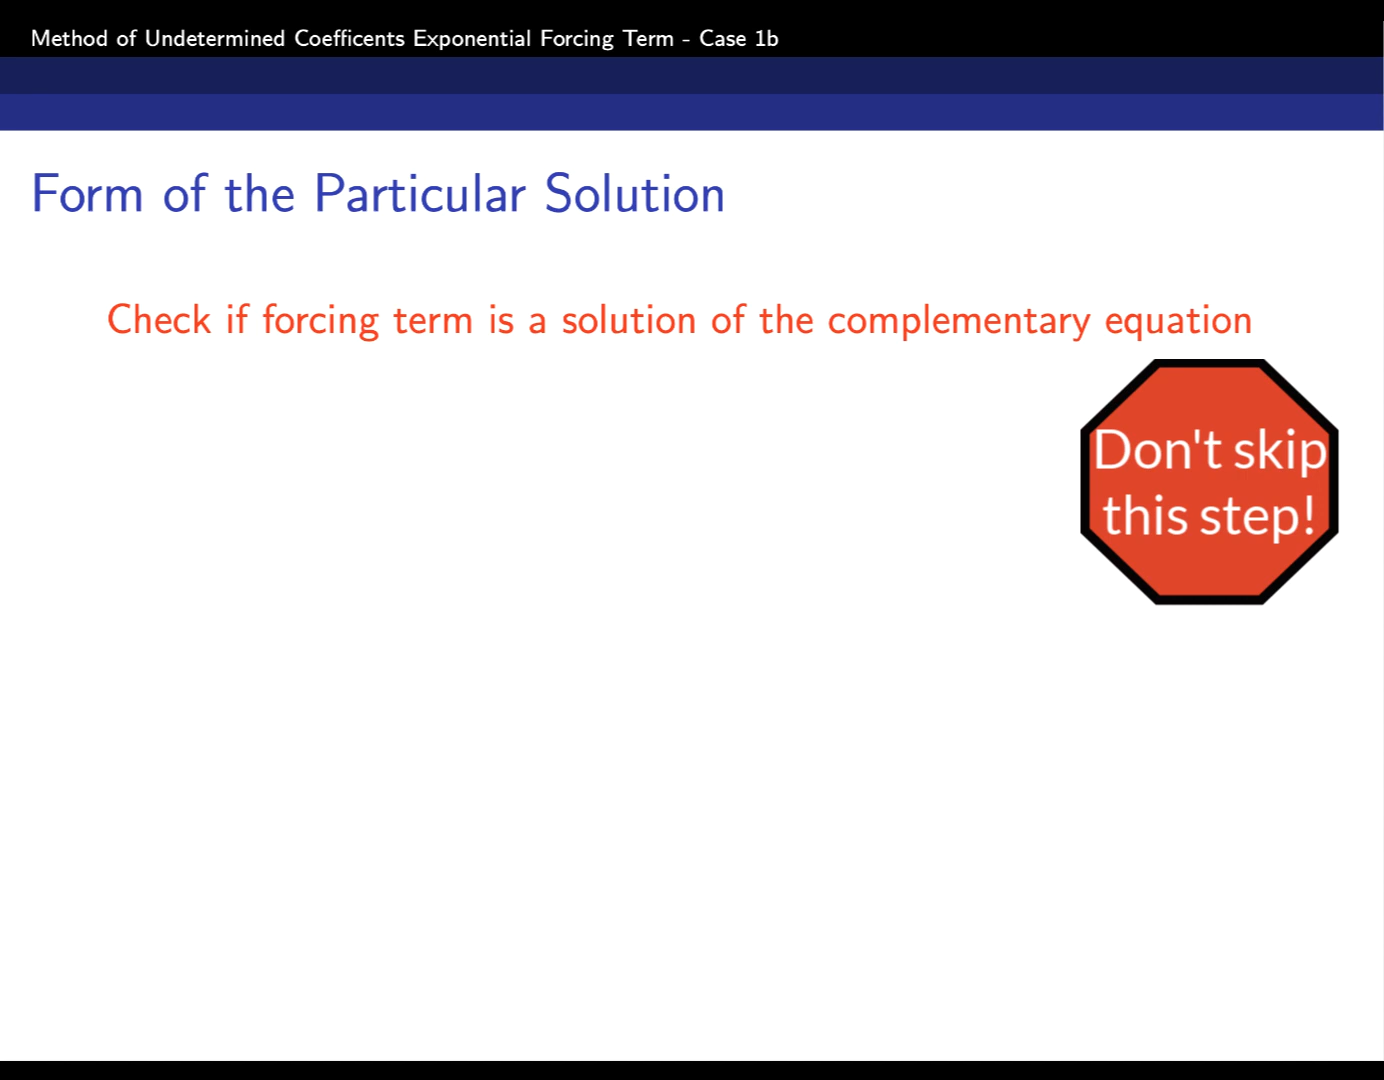 Method of Undetermined Coefficents Exponential Forcing Term - Case 1b
Form of the Particular Solution
Check if forcing term is a solution of the complementary equation
Don't skip
this step!